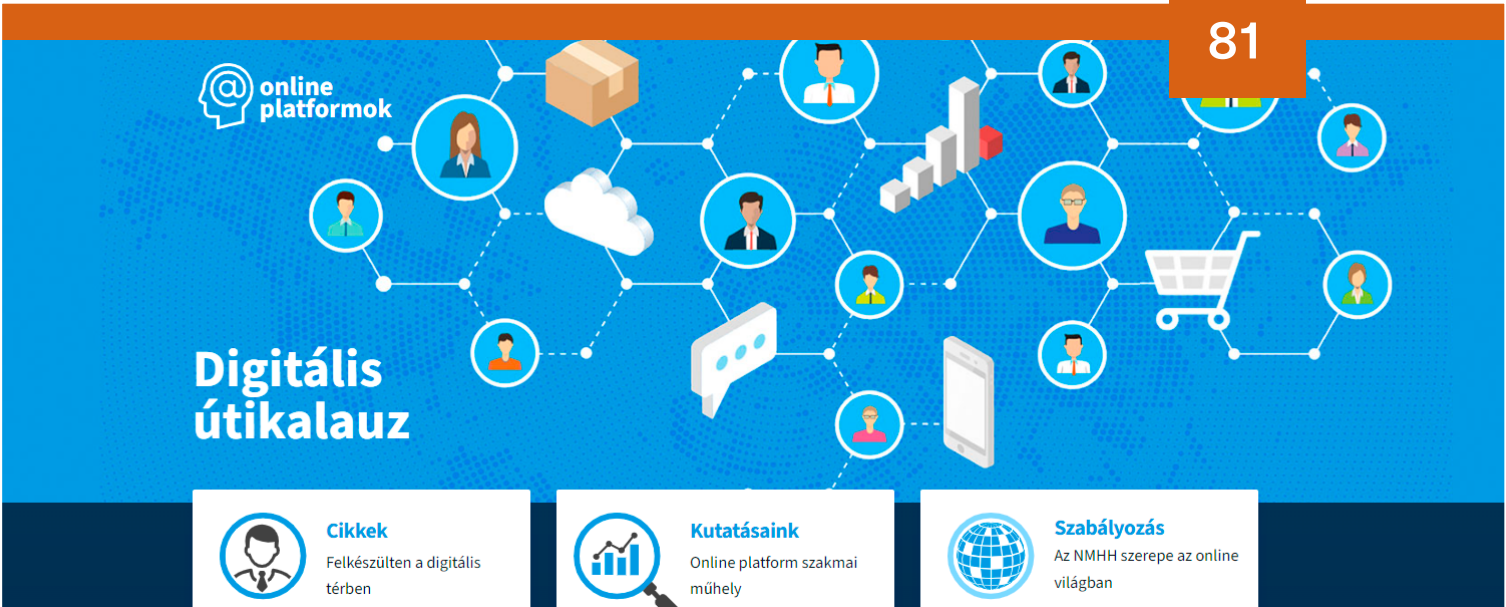 81
@ online
platformok
Digitális
útikalauz
Cikkek
Felkészülten a digitális
térben
Kutatásaink
Online platform szakmai
műhely
Szabályozás
Az NMHH szerepe az online
világban